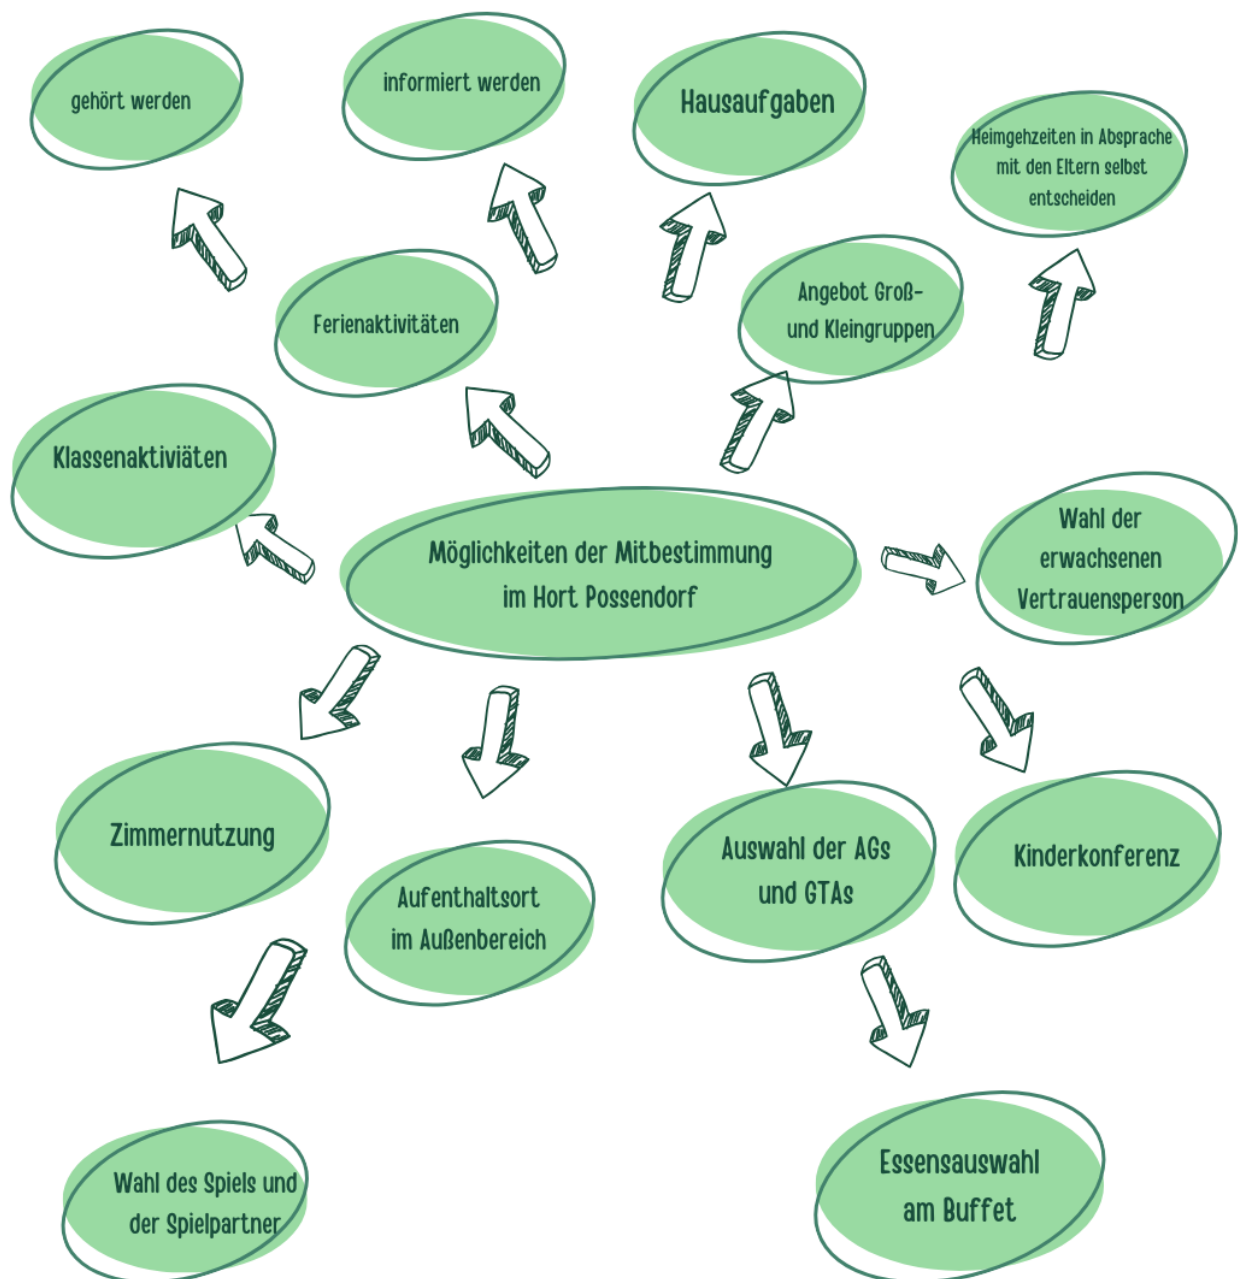 gehört werden
informiert werden
Hausaufgaben
Heimgehzeiten in Absprache
mit den Eltern selbst
entscheiden
Ferienaktivitäten
Angebot Groß-
und Kleingruppen
Klassenaktiviäten
Möglichkeiten der Mitbestimmung
im Hort Possendorf
Wahl der
erwachsenen
Vertrauensperson
Zimmernutzung
Aufenthaltsort
im Außenbereich
Auswahl der AGs
und GTAs
Kinderkonferenz
Wahl des Spiels und
der Spielpartner
Essensauswahl
am Buffet